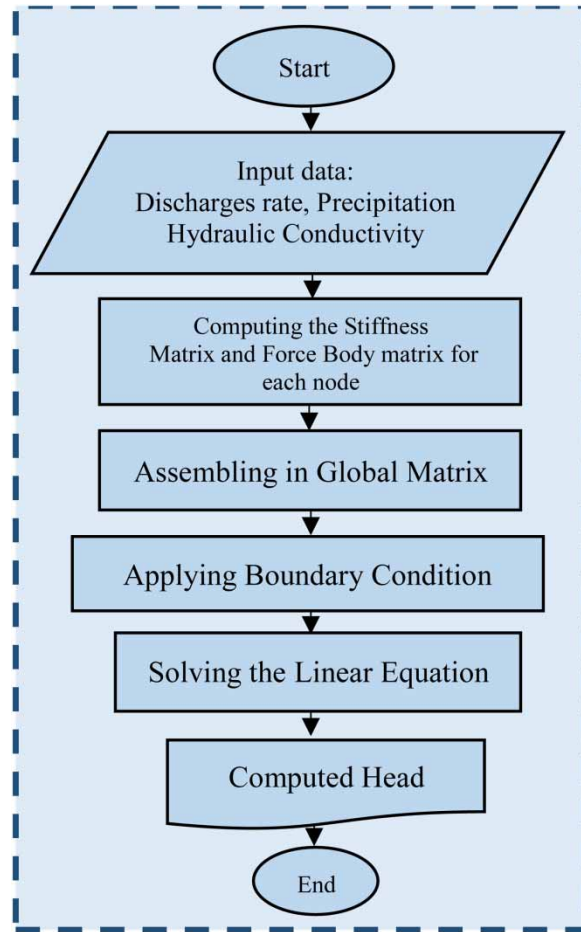 Start
Input data:
Discharges rate, Precipitation
Hydraulic Conductivity
Computing the Stiffness
Matrix and Force Body matrix for
each node
Assembling in Global Matrix
Applying Boundary Condition
Solving the Linear Equation
Computed Head
End